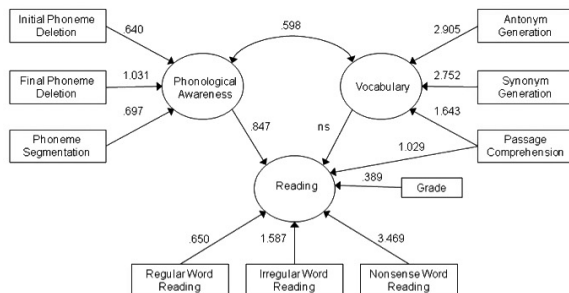 Initial Phoneme
Deletion
.640
.598
2.905
Antonym
Generation
Final Phoneme
Deletion
1.031
Phonological
Awareness
Vocabulary
2.752
Synonym
Generation
Phoneme
Segmentation
.697
.847
ns
1.643
Passage
Comprehension
1.029
Reading
.389
Grade
.650
1.587
3.469
Regular Word
Reading
Irregular Word
Reading
Nonsense Word
Reading